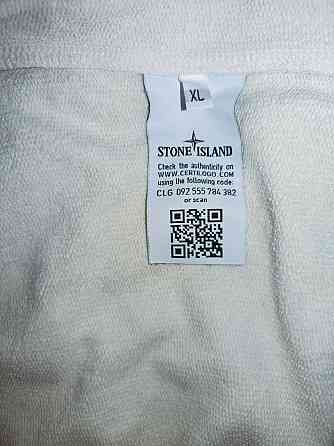 XL
STONE ISLAND
Check the authenticity on
WWW.CERTILOGO.COM
using the following code:
CLG 092 555 784 382
or scan